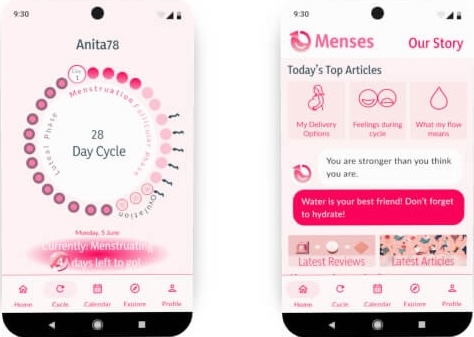 9:30
Anita78
Day
1
Menstruation
Follicular Phase
Ovulation
Luteal Phase
28
Day Cycle
Monday, 5 June
Currently: Menstruating
4 days left to go!
Home
Cycle
Calendar
Explore
Profile
9:30
Menses
Our Story
Today's Top Articles
My Delivery
Options
Feelings during
cycle
What my flow
means
You are stronger than you think
you are.
Water is your best friend! Don't forget
to hydrate!
Latest Reviews
Latest Articles
Home
Cycle
Calendar
Explore
Profile